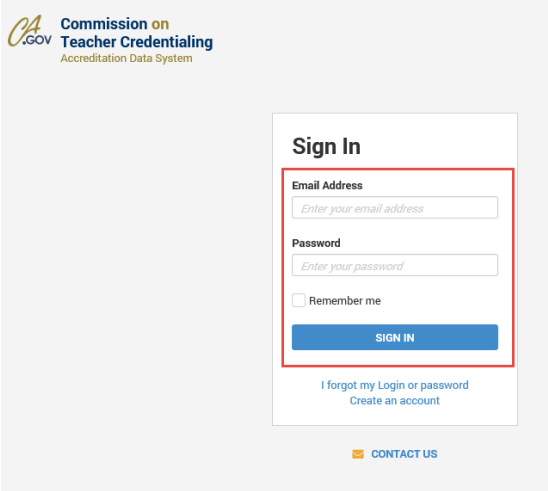 CA
.GOV
Commission on
Teacher Credentialing
Accreditation Data System
Sign In
Email Address
Enter your email address
Password
Enter your password
Remember me
SIGN IN
I forgot my Login or password
Create an account
CONTACT US